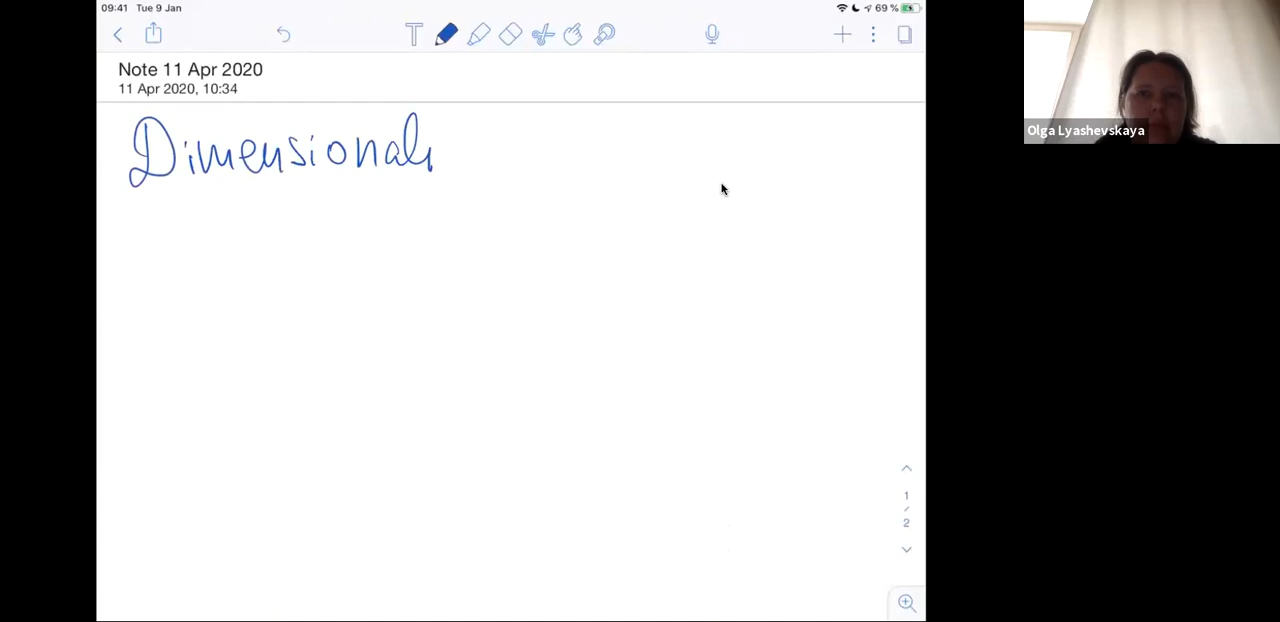 09:41 Tue 9 Jan
69 %
T
Note 11 Apr 2020
11 Apr 2020, 10:34
Dimensionali
1
2
Olga Lyashevskaya